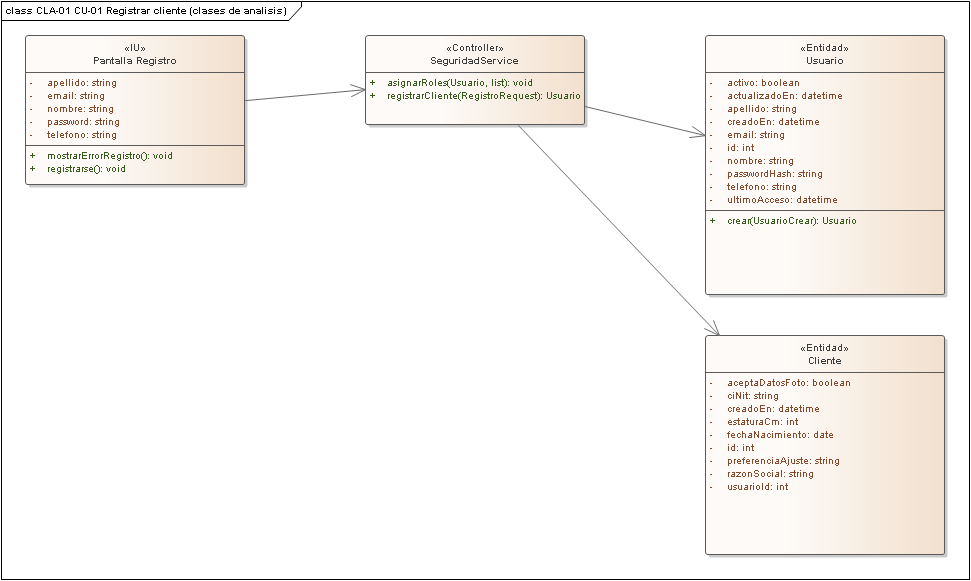 class CLA-01 CU-01 Registrar cliente (clases de analisis)
«IU»
Pantalla Registro
- apellido: string
- email: string
- nombre: string
- password: string
- telefono: string
+ mostrarErrorRegistro(): void
+ registrarse(): void
«Controller»
SeguridadService
+ asignarRoles(Usuario, list): void
+ registrarCliente(RegistroRequest): Usuario
«Entidad»
Usuario
- activo: boolean
- actualizadoEn: datetime
- apellido: string
- creadoEn: datetime
- email: string
- id: int
- nombre: string
- passwordHash: string
- telefono: string
- ultimoAcceso: datetime
+ crear(UsuarioCrear): Usuario
«Entidad»
Cliente
- aceptaDatosFoto: boolean
- ciNit: string
- creadoEn: datetime
- estaturaCm: int
- fechaNacimiento: date
- id: int
- preferenciaAjuste: string
- razonSocial: string
- usuarioId: int